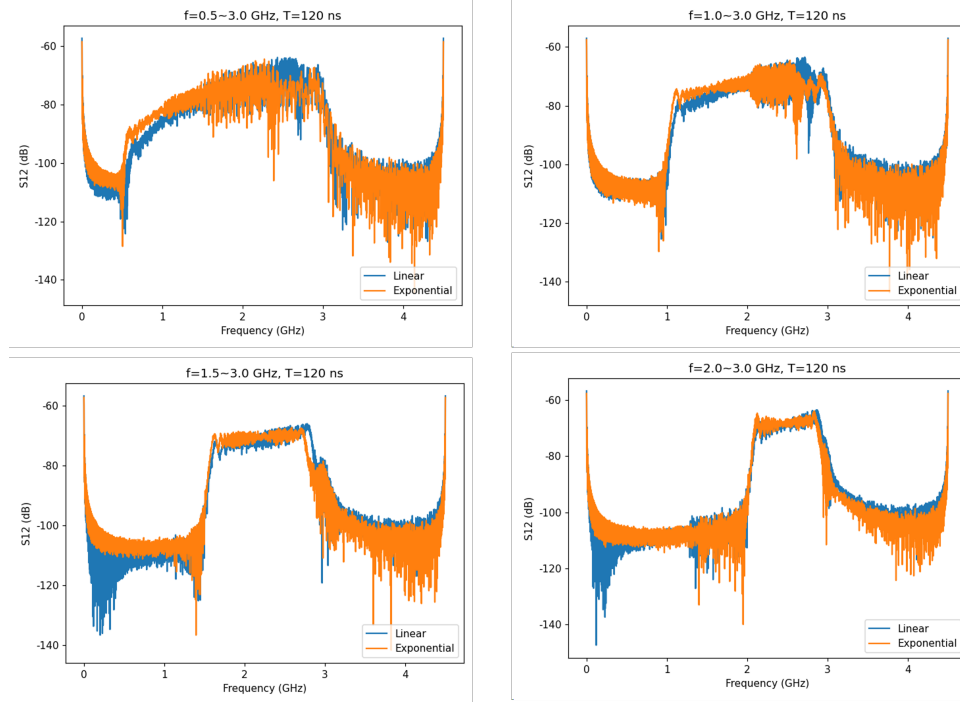 f=0.5~3.0 GHz, T=120 ns
-60
-80
-100
-120
-140
S12 (dB)
Linear
Exponential
0
1
2
3
4
Frequency (GHz)
f=1.0~3.0 GHz, T=120 ns
-60
-80
-100
-120
-140
S12 (dB)
Linear
Exponential
0
1
2
3
4
Frequency (GHz)
f=1.5~3.0 GHz, T=120 ns
-60
-80
-100
-120
-140
S12 (dB)
Linear
Exponential
0
1
2
3
4
Frequency (GHz)
f=2.0~3.0 GHz, T=120 ns
-60
-80
-100
-120
-140
S12 (dB)
Linear
Exponential
0
1
2
3
4
Frequency (GHz)